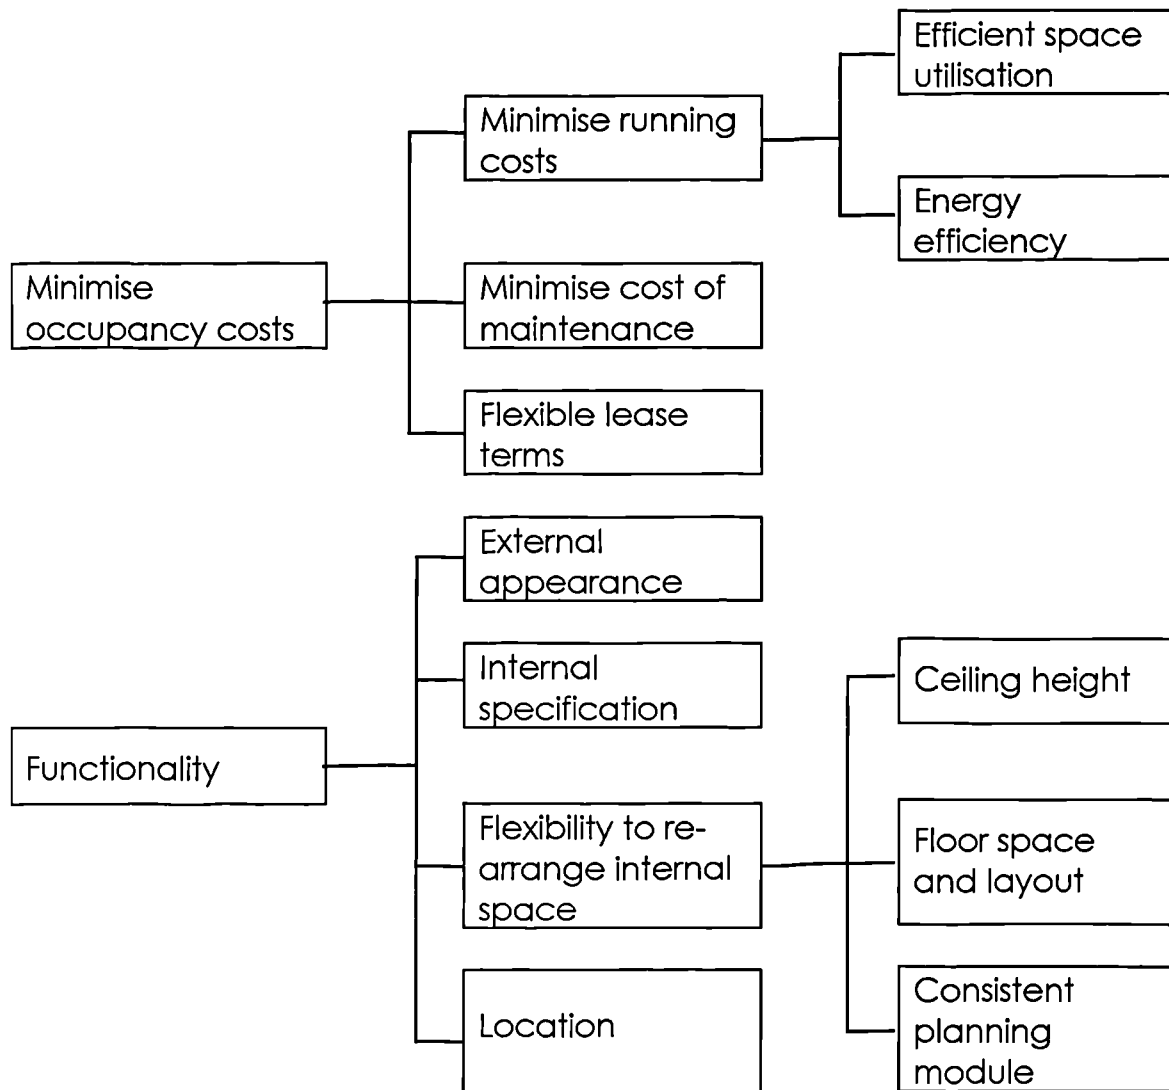 Efficient space
utilisation
Minimise running
costs
Energy
efficiency
Minimise
occupancy costs
Minimise cost of
maintenance
Flexible lease
terms
External
appearance
Internal
specification
Ceiling height
Functionality
Flexibility to re-
arrange internal
space
Floor space
and layout
Location
Consistent
planning
module